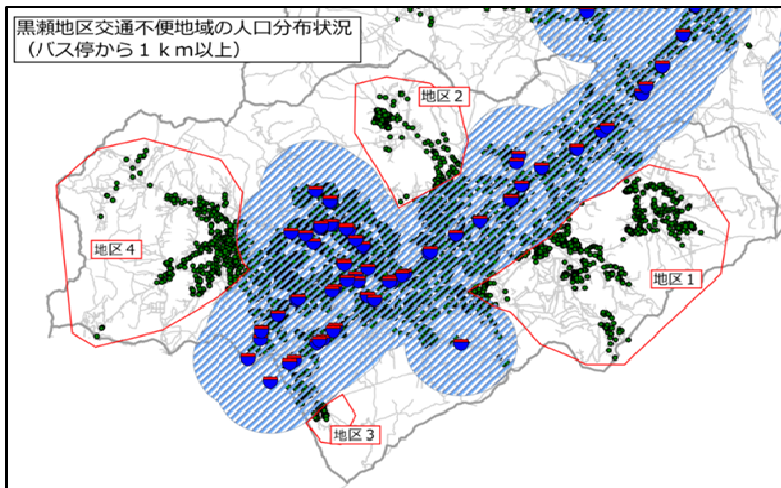 黒瀬地区交通不便地域の人口分布状況
（バス停から１ｋｍ以上）
地区２
地区４
地区１
地区３